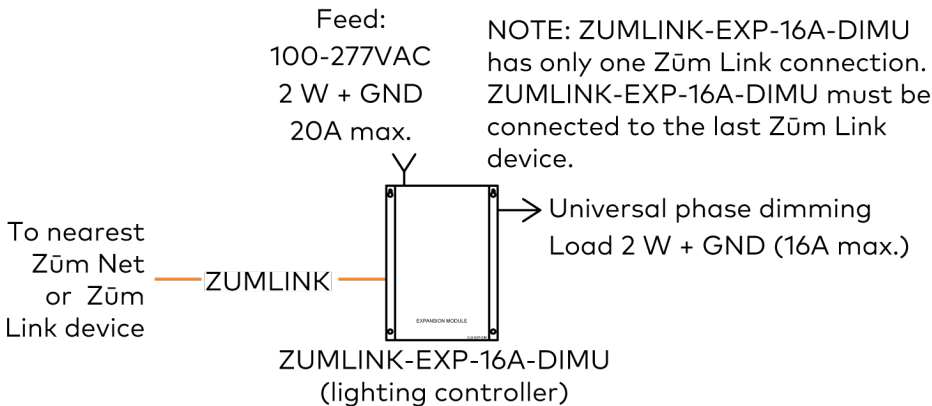 Feed:
100-277VAC
2 W + GND
20A max.
NOTE: ZUMLINK-EXP-16A-DIMU
has only one Zūm Link connection.
ZUMLINK-EXP-16A-DIMU must be
connected to the last Zūm Link
device.
Universal phase dimming
Load 2 W + GND (16A max.)
To nearest
Zūm Net
or Zūm
Link device
ZUMLINK
EXPANSION MODULE
ZUMLINK-EXP-16A-DIMU
(lighting controller)